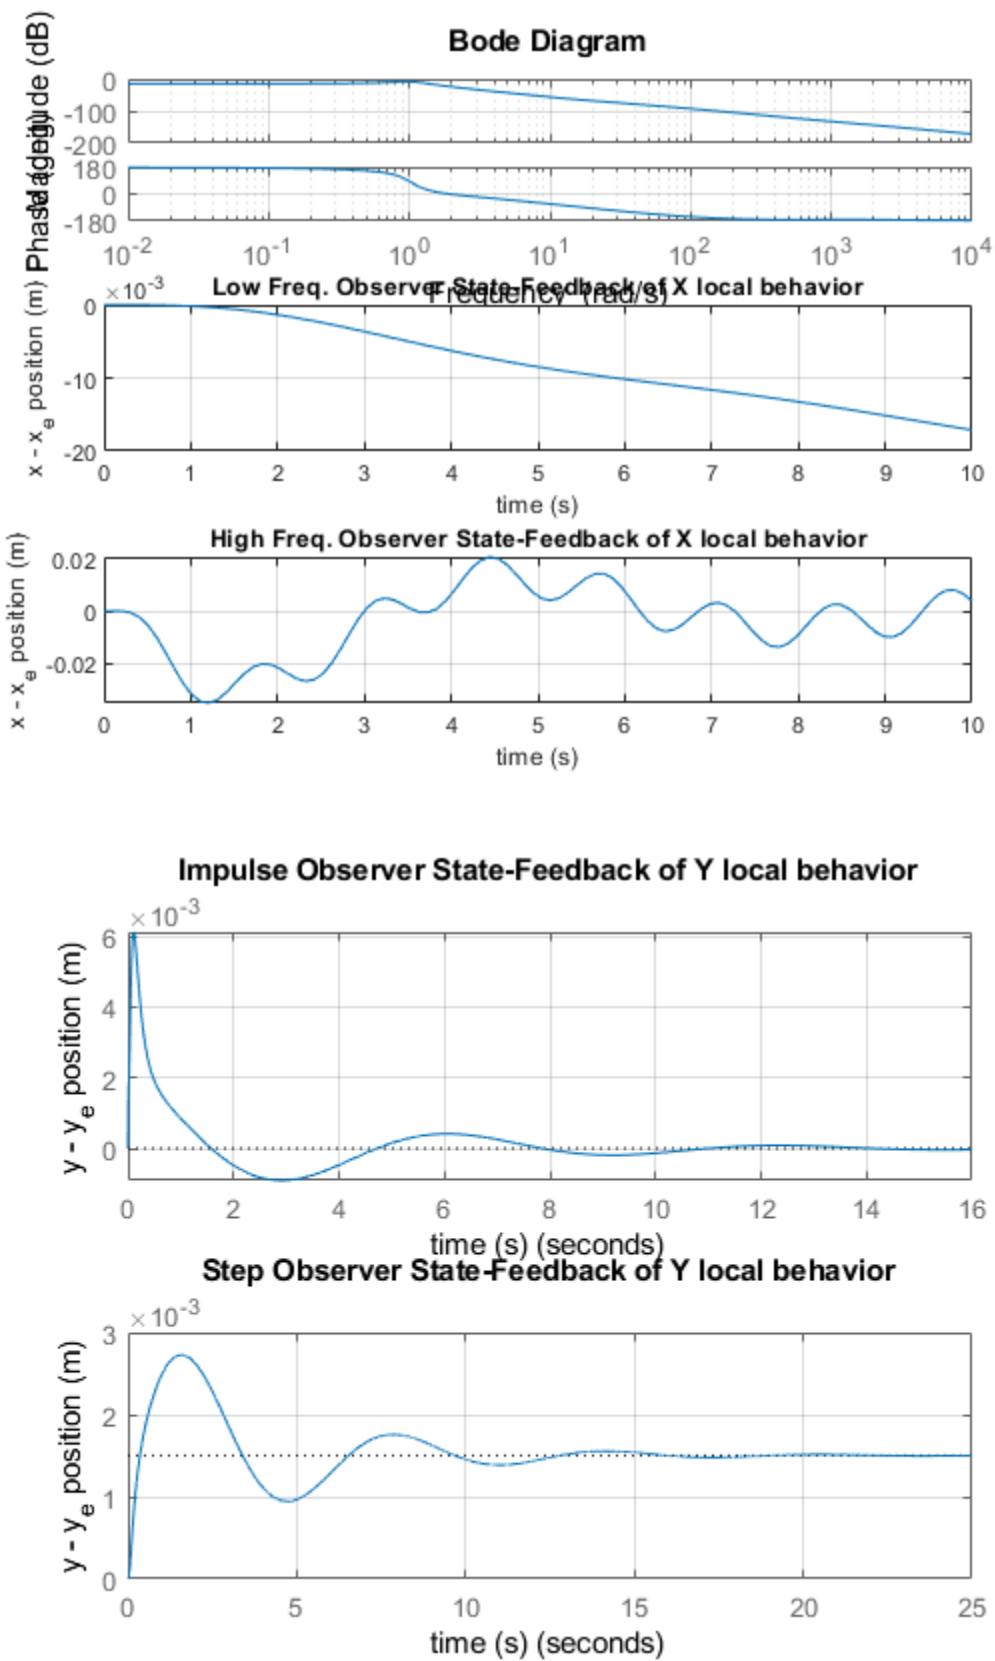 Bode Diagram
Magnitude (dB)
0
-100
-200
Phase (deg)
180
0
-180
10^-2 10^-1 10^0 10^1 10^2 10^3 10^4
Frequency (rad/s)
Low Freq. Observer State-Feedback of X local behavior
×10^-3
x - x_e position (m)
0
-10
-20
0 1 2 3 4 5 6 7 8 9 10
time (s)
High Freq. Observer State-Feedback of X local behavior
x - x_e position (m)
0.02
0
-0.02
0 1 2 3 4 5 6 7 8 9 10
time (s)
Impulse Observer State-Feedback of Y local behavior
×10^-3
y - y_e position (m)
6
4
2
0
0 2 4 6 8 10 12 14 16
time (s) (seconds)
Step Observer State-Feedback of Y local behavior
×10^-3
y - y_e position (m)
3
2
1
0
0 5 10 15 20 25
time (s) (seconds)